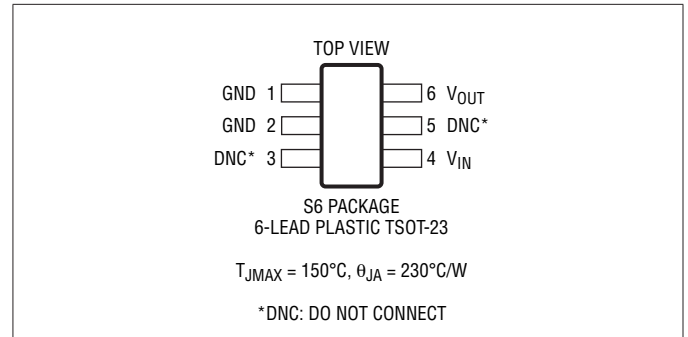 TOP VIEW
GND 1 6 VOUT
GND 2 5 DNC*
DNC* 3 4 VIN
S6 PACKAGE
6-LEAD PLASTIC TSOT-23
TJMAX = 150°C, θJA = 230°C/W
*DNC: DO NOT CONNECT